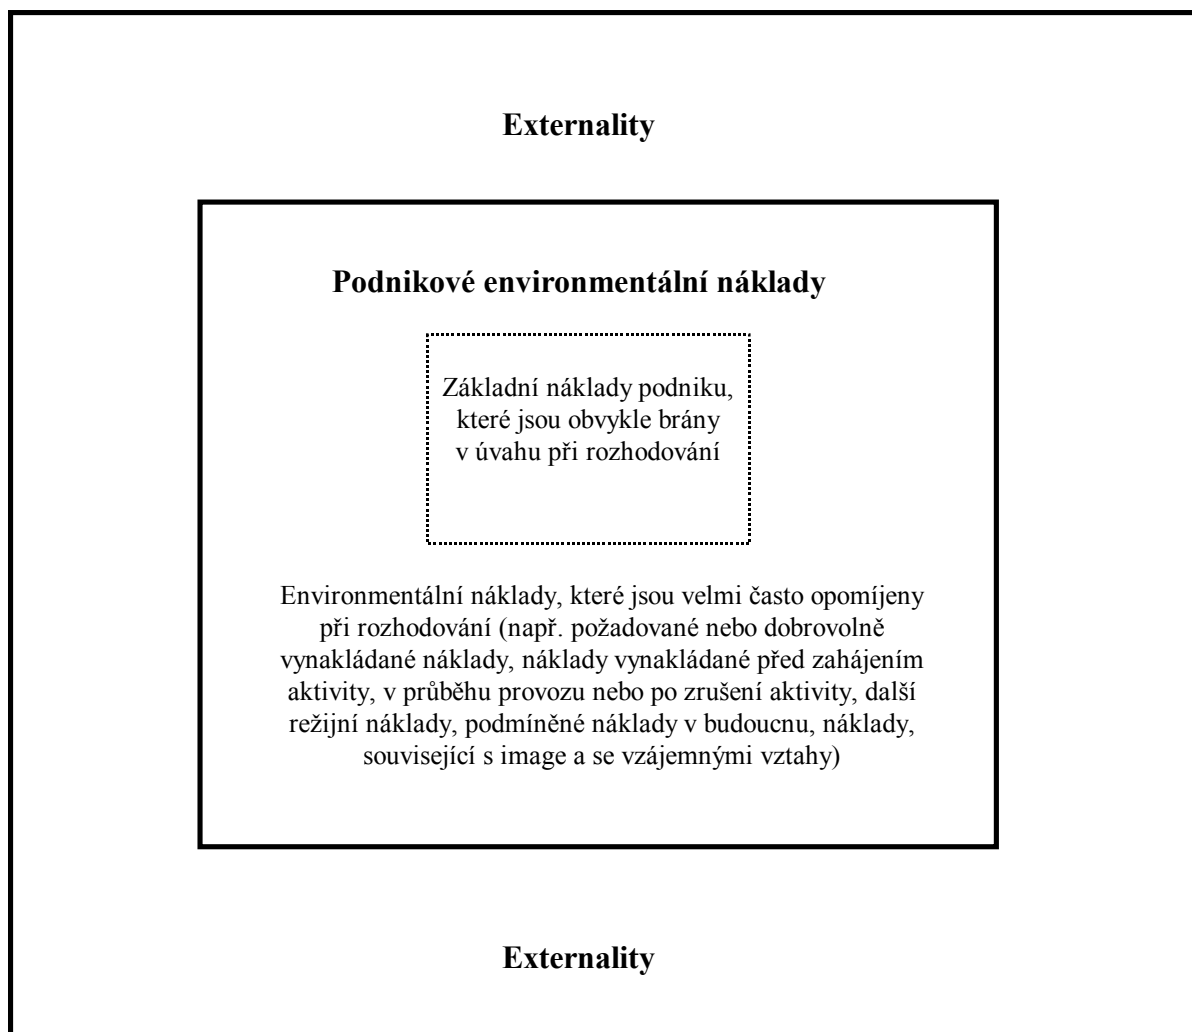 Externality
Podnikové environmentální náklady
Základní náklady podniku,
které jsou obvykle brány
v úvahu při rozhodování
Environmentální náklady, které jsou velmi často opomíjeny
při rozhodování (např. požadované nebo dobrovolně
vynakládané náklady, náklady vynakládané před zahájením
aktivity, v průběhu provozu nebo po zrušení aktivity, další
režijní náklady, podmíněné náklady v budoucnu, náklady,
související s image a se vzájemnými vztahy)
Externality